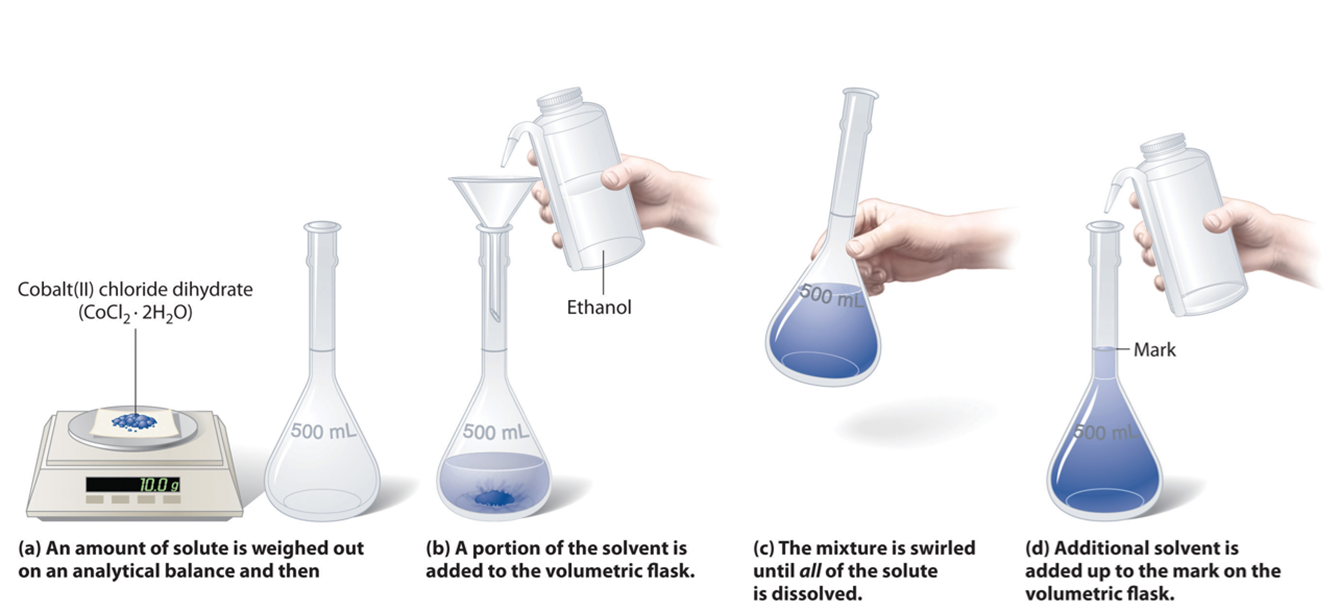 Cobalt(II) chloride dihydrate
(CoCl₂ · 2H₂O)
10.0 g
500 mL
(a) An amount of solute is weighed out
on an analytical balance and then
Ethanol
500 mL
(b) A portion of the solvent is
added to the volumetric flask.
500 mL
(c) The mixture is swirled
until all of the solute
is dissolved.
Mark
500 mL
(d) Additional solvent is
added up to the mark on the
volumetric flask.